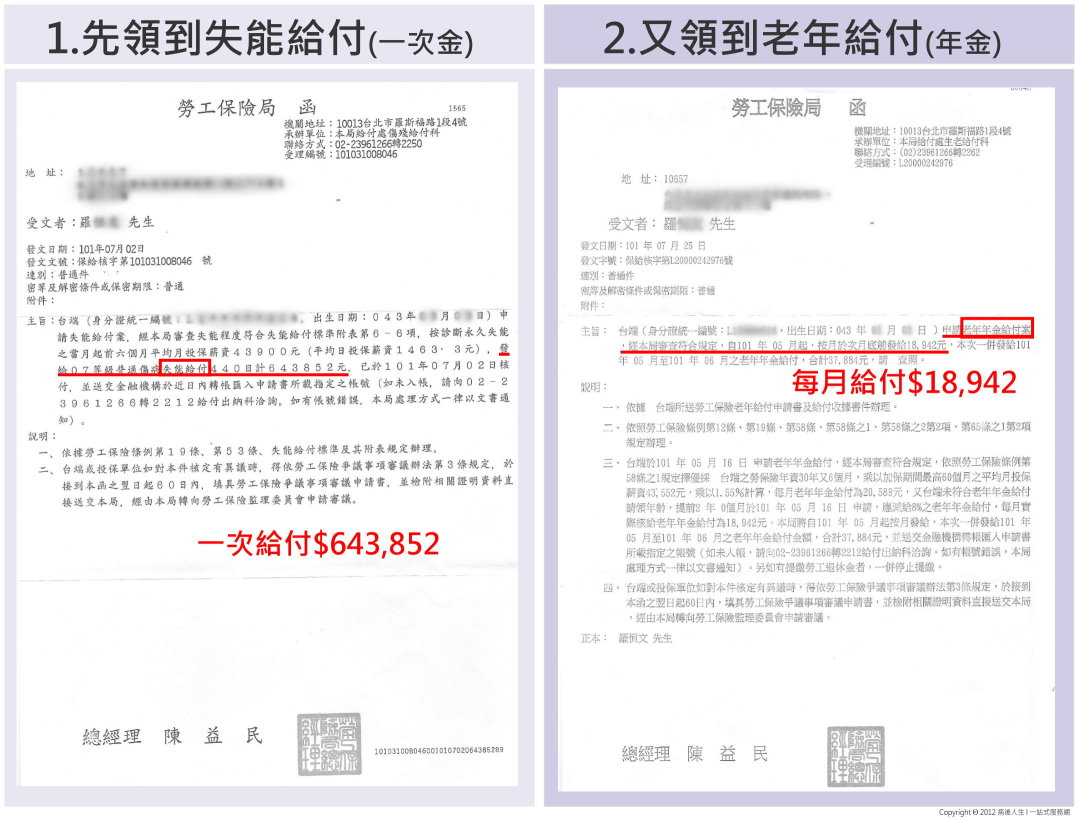 1.先領到失能給付(一次金)
勞工保險局　函
1565
機關地址：10013台北市羅斯福路1段4號
承辦單位：本局給付處傷殘給付科
聯絡方式：02-23961266轉2250
受理編號：101031008046
地　址：
受文者：羅　先生
發文日期：101年07月02日
發文文號：保給核字第101031008046　號
速別：普通件
密等及解密條件或保密期限：普通
附件：
主旨：台端（身分證統一編號：　，出生日期：043年　月　日）申
請失能給付案，經本局審查失能程度符合失能給付標準附表第6－6項，按診斷永久失能
之當月起前六個月平均月投保薪資43900元（平均日投保薪資1463．3元），發
給07等級普通傷病失能給付440日計643852元，已於101年07月02日核
付，並送交金融機構於近日內轉帳匯入申請書所載指定之帳號（如未入帳，請向02－2
3961266轉2212給付出納科洽詢。如有帳號錯誤，本局處理方式一律以文書通
知）。
說明：
一、依據勞工保險條例第19條、第53條、失能給付標準及其附表規定辦理。
二、台端或投保單位如對本件核定有異議時，得依勞工保險爭議事項審議辦法第3條規定，於
接到本函之翌日起60日內，填具勞工保險爭議事項審議申請書，並檢附相關證明資料直
接送交本局，經由本局轉向勞工保險監理委員會申請審議。
一次給付$643,852
總經理　陳　益　民
101031008046001010702064385289
2.又領到老年給付(年金)
勞工保險局　函
機關地址：10013台北市羅斯福路1段4號
承辦單位：本局給付處生老給付科
聯絡方式：(02)23961266轉2262
受理編號：L20000242976
地　址：10657
受文者：羅　先生
發文日期：101 年 07 月 25 日
發文字號：保給核字第L20000242976號
速別：普通件
密等及解密條件或保密期限：普通
附件：
主旨：　台端（身分證統一編號：　，出生日期：043 年　月　日 ）申請老年年金給付案
，經本局審查符合規定，自101 年 05 月起，按月於次月底前發給18,942元，本次一併發給101
年 05 月至101 年 06 月之老年年金給付，合計37,884元，請　查照。
每月給付$18,942
說明：
一、依據　台端所送勞工保險老年給付申請書及給付收據書件辦理。
二、依照勞工保險條例第12條、第19條、第58條、第58條之1、第58條之2第2項、第65條之1第2項
規定辦理。
三、台端於101 年 05 月 16 日 申請老年年金給付，經本局審查符合規定，依照勞工保險條例第
58條之1規定擇優採　台端之勞保年資30年又6個月，乘以加保期間最高60個月之平均月投保
薪資43,552元，乘以1.55%計算，每月老年年金給付為20,589元，又台端未符合老年年金給付
請領年齡，提前2 年 0個月於101 年 05 月 16 日 申請，應減給8%之老年年金給付，每月實
際核給老年年金給付為18,942元。本局將自101 年 05 月起按月發給，本次一併發給101 年
05 月至101 年 06 月之老年年金給付金額，合計37,884元，並送交金融機構轉帳匯入申請書
所載指定之帳號（如未入帳，請向02-23961266轉2212給付出納科洽詢。如有帳號錯誤，本局
處理方式一律以文書通知）。另如有提繳勞工退休金者，一併停止提繳。
四、台端或投保單位如對本件核定有異議時，得依勞工保險爭議事項審議辦法第3條規定，於接到
本函之翌日起60日內，填具勞工保險爭議事項審議申請書，並檢附相關證明資料直接送交本局
，經由本局轉向勞工保險監理委員會申請審議。
正本：　羅恒文 先生
總經理　陳　益　民
Copyright © 2012 病後人生 | 一站式服務網